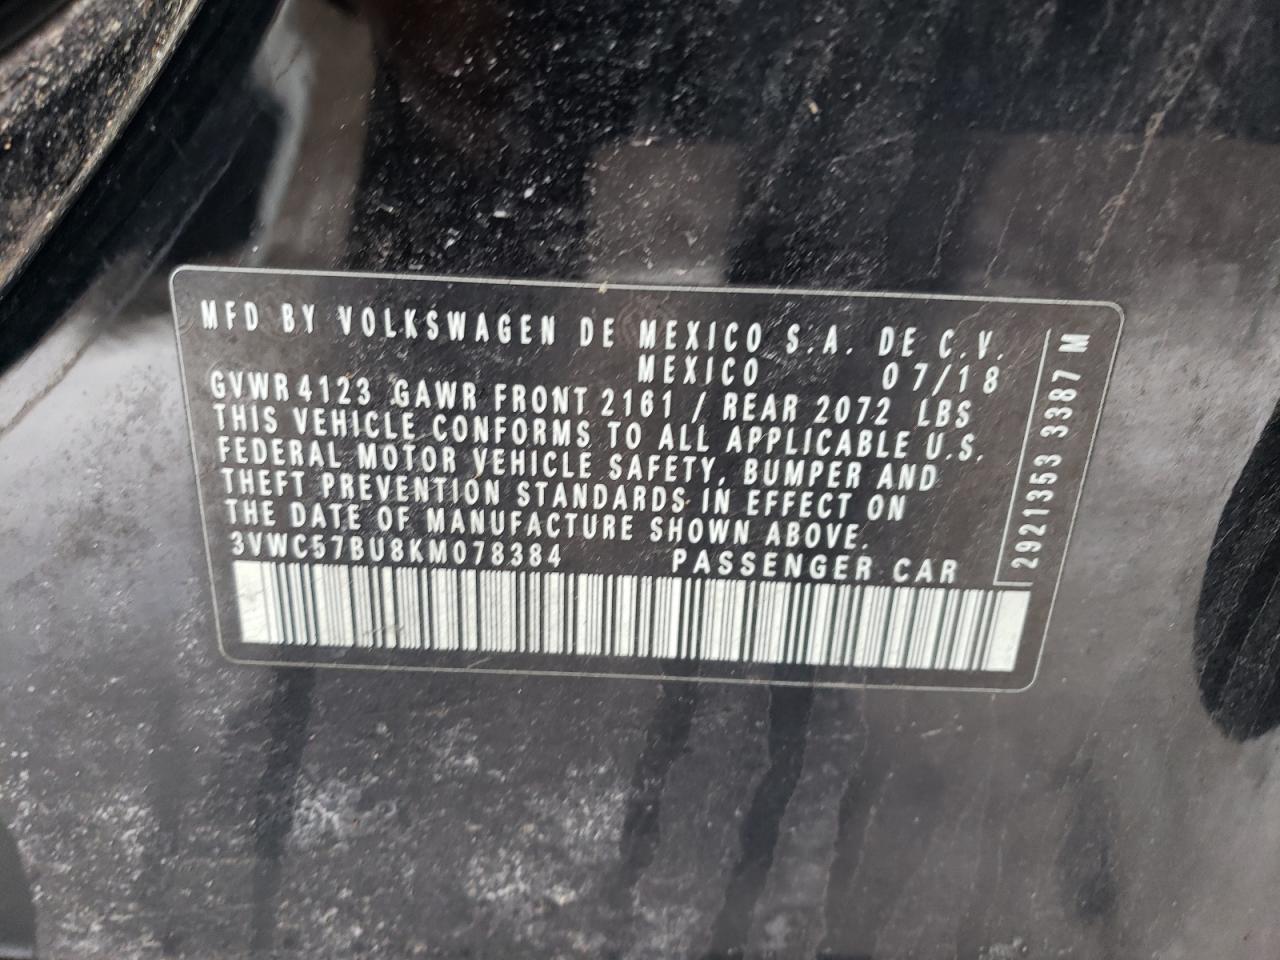 MFD BY VOLKSWAGEN DE MEXICO S.A. DE C.V.
MEXICO 07/18
GVWR 4123 GAWR FRONT 2161 / REAR 2072 LBS
THIS VEHICLE CONFORMS TO ALL APPLICABLE U.S.
FEDERAL MOTOR VEHICLE SAFETY, BUMPER AND
THEFT PREVENTION STANDARDS IN EFFECT ON
THE DATE OF MANUFACTURE SHOWN ABOVE.
3VWC57BU8KM078384 PASSENGER CAR
2921353 3387 M